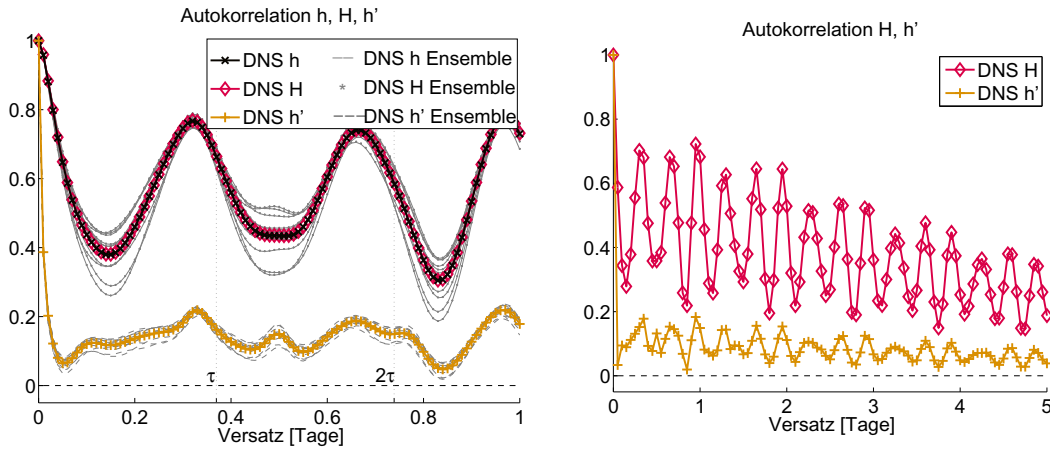 Autokorrelation h, H, h’
1
DNS h
DNS h Ensemble
DNS H
DNS H Ensemble
DNS h’
DNS h’ Ensemble
0.8
0.6
0.4
0.2
τ
2τ
0
0 0.2 0.4 0.6 0.8 1
Versatz [Tage]
Autokorrelation H, h’
1
DNS H
DNS h’
0.8
0.6
0.4
0.2
0
0 1 2 3 4 5
Versatz [Tage]